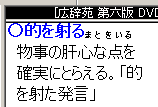 [広辞苑 第六版 DVD
○的を射るまとをいる
物事の肝心な点を
確実にとらえる。「的
を射た発言」